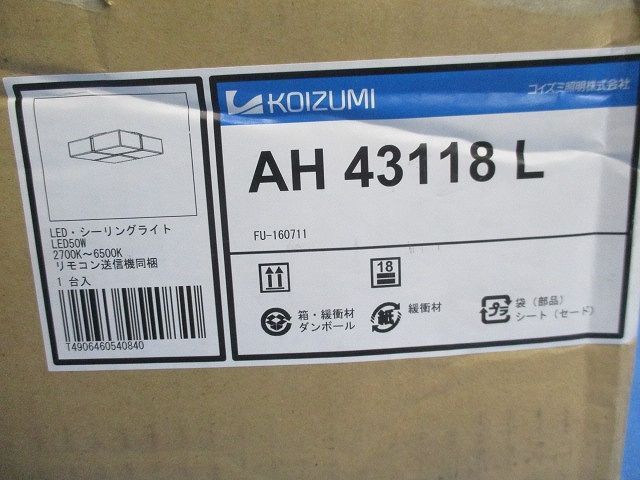 KOIZUMI
コイズミ照明株式会社
AH 43118 L
FU-160711
LED・シーリングライト
LED50W
2700K～6500K
リモコン送信機同梱
1 台入
T4906460540840
18
箱・緩衝材
ダンボール
紙
緩衝材
プラ
袋（部品）
シート（セード）